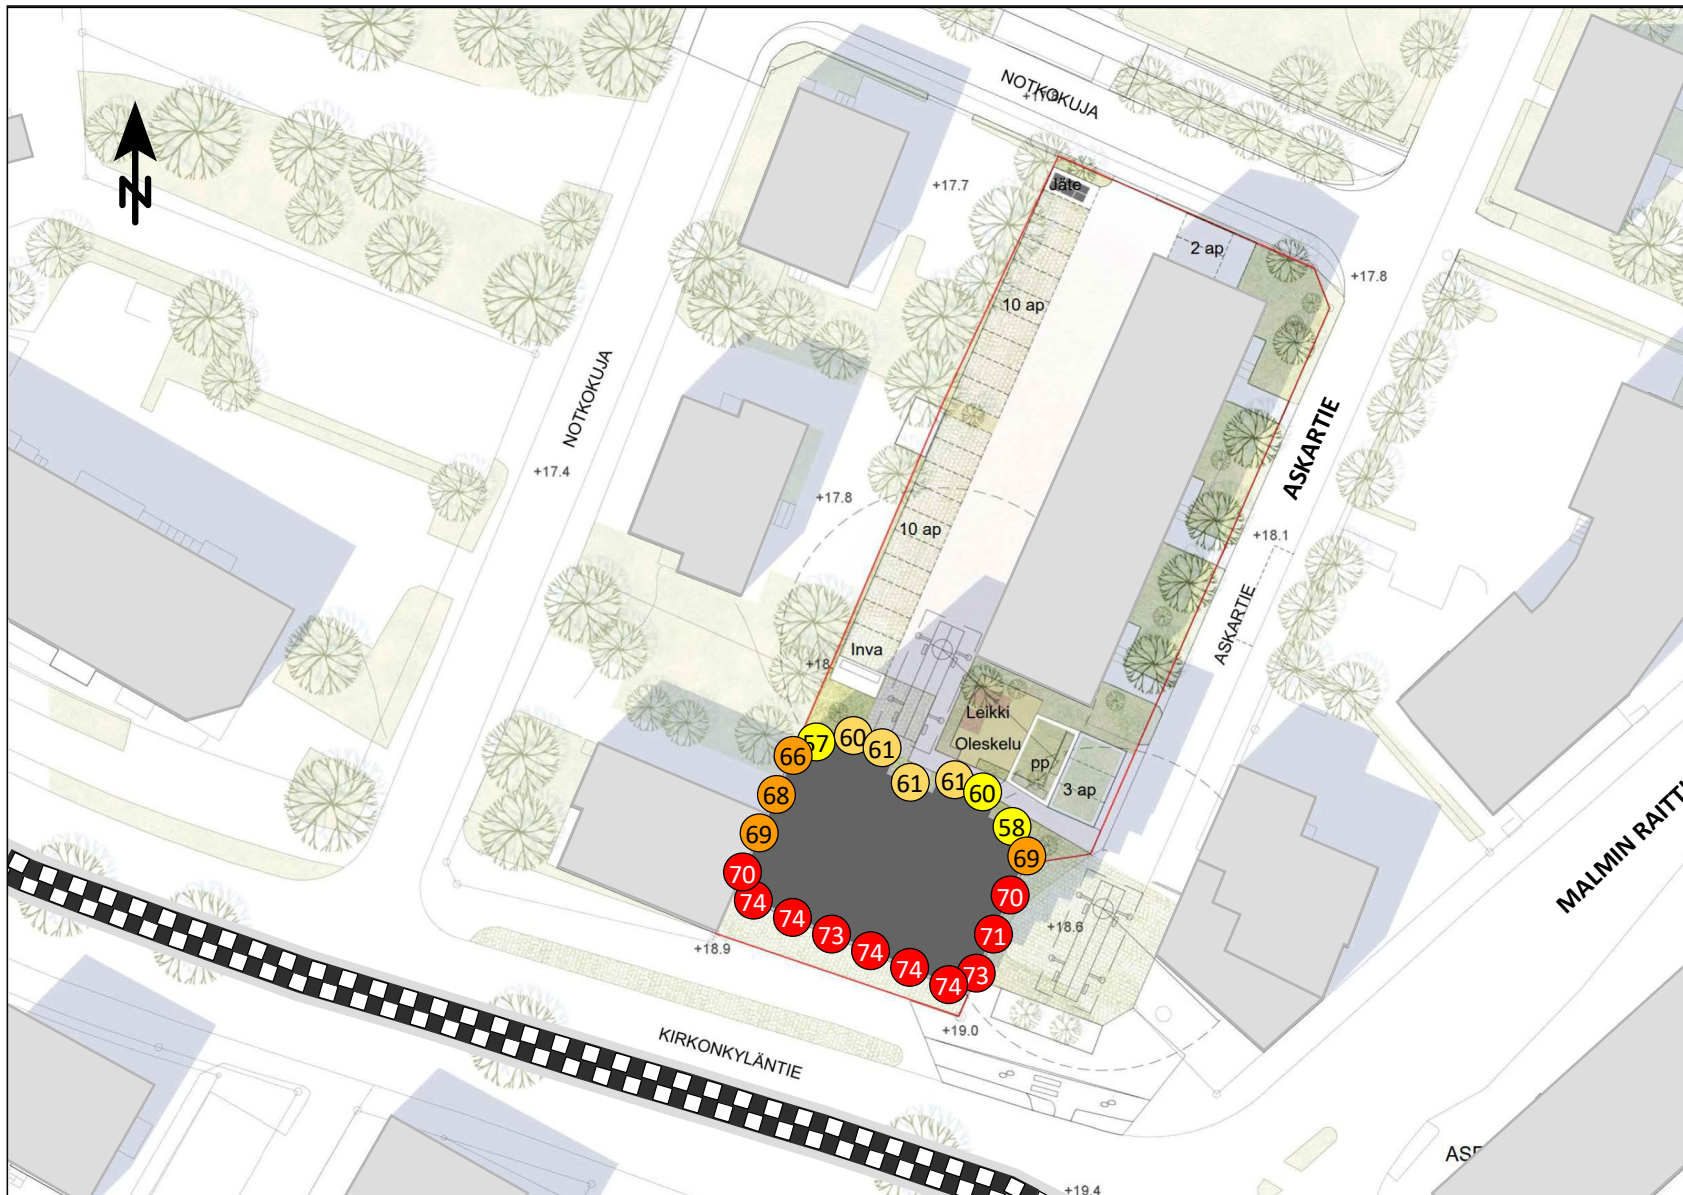 NOTKOKUJA
+17.8
N
+17.7
Jäte
2 ap
+17.8
10 ap
NOTKOKUJA
ASKARTIE
+17.4
+17.8
10 ap
+18.1
ASKARTIE
Inva
+18.
Leikki
Oleskelu
pp
3 ap
57
60
61
66
61
61
60
68
58
69
69
70
70
74
74
73
71
74
74
73
74
+18.6
+18.9
+19.0
MALMIN RAITTI
KIRKONKYLÄNTIE
+19.4